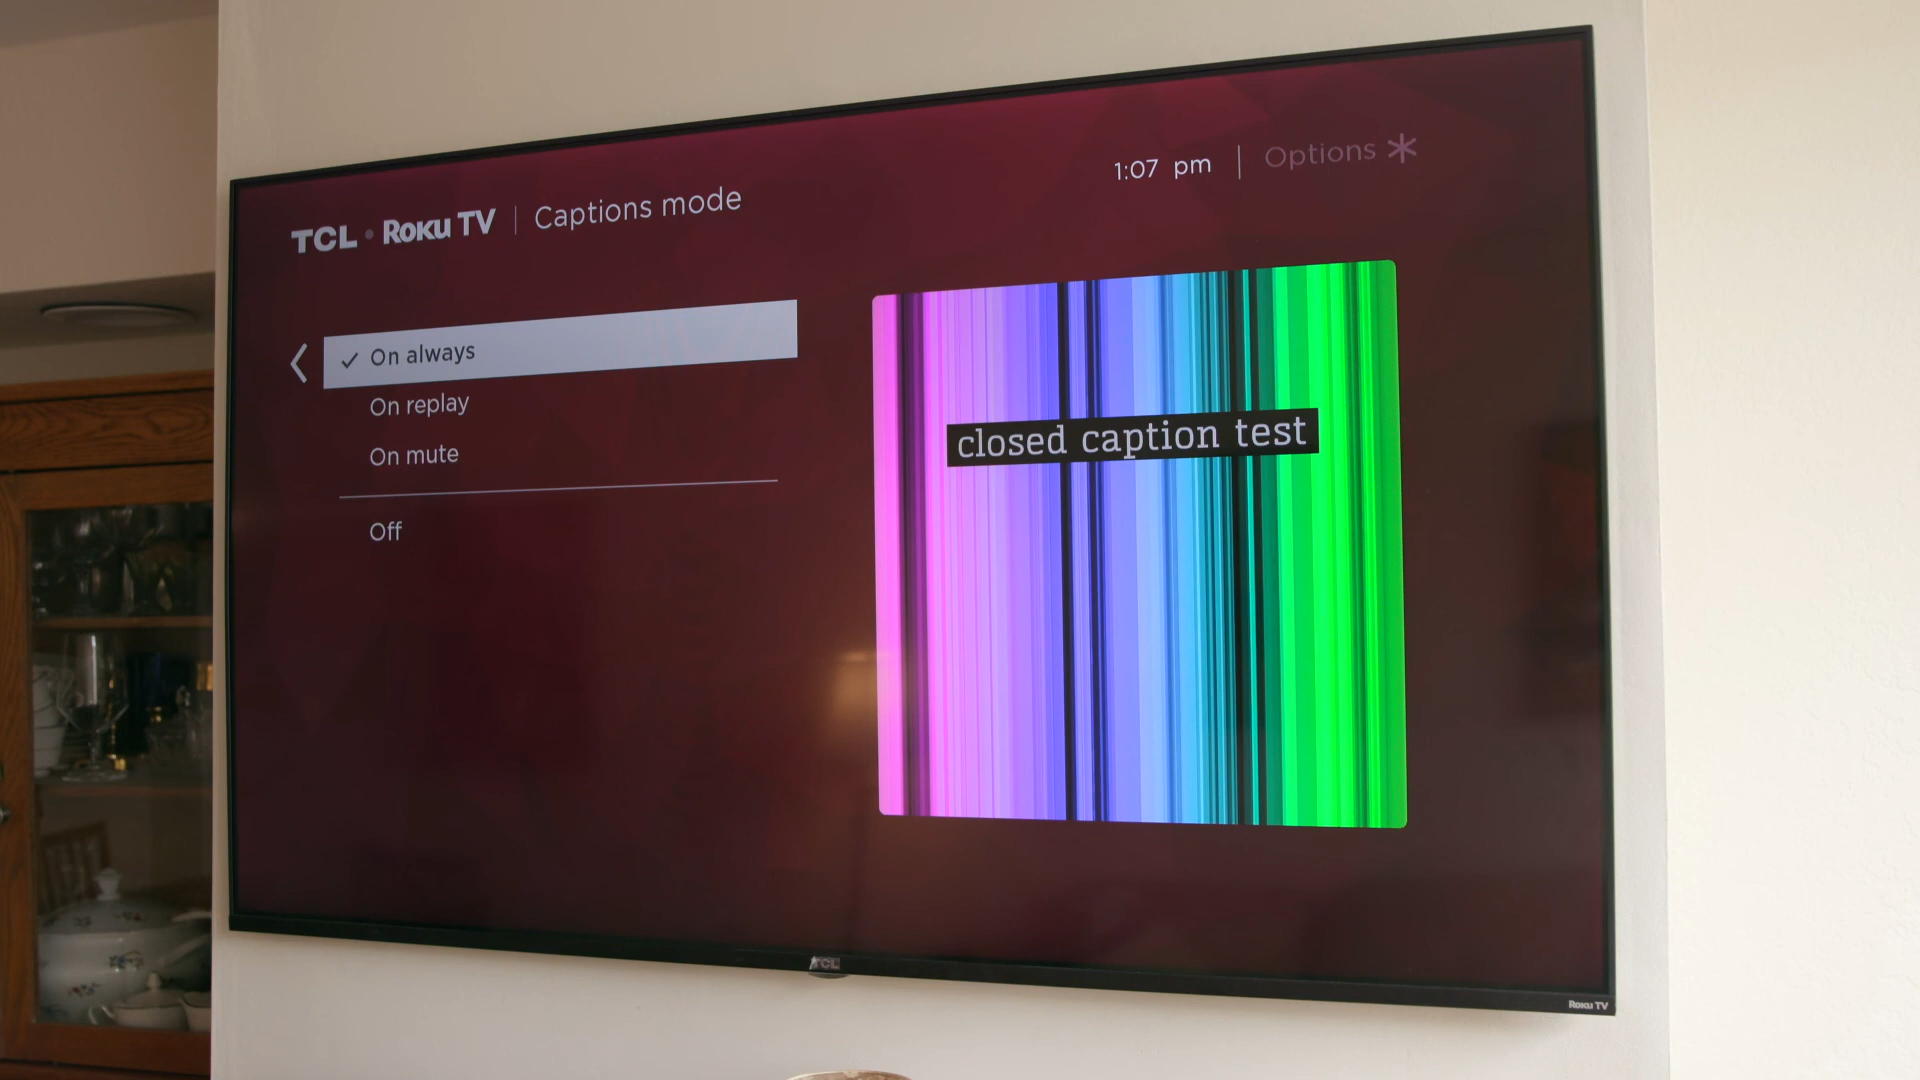 TCL • Roku TV | Captions mode
1:07 pm | Options *
✓ On always
On replay
On mute
Off
closed caption test
TCL
Roku TV